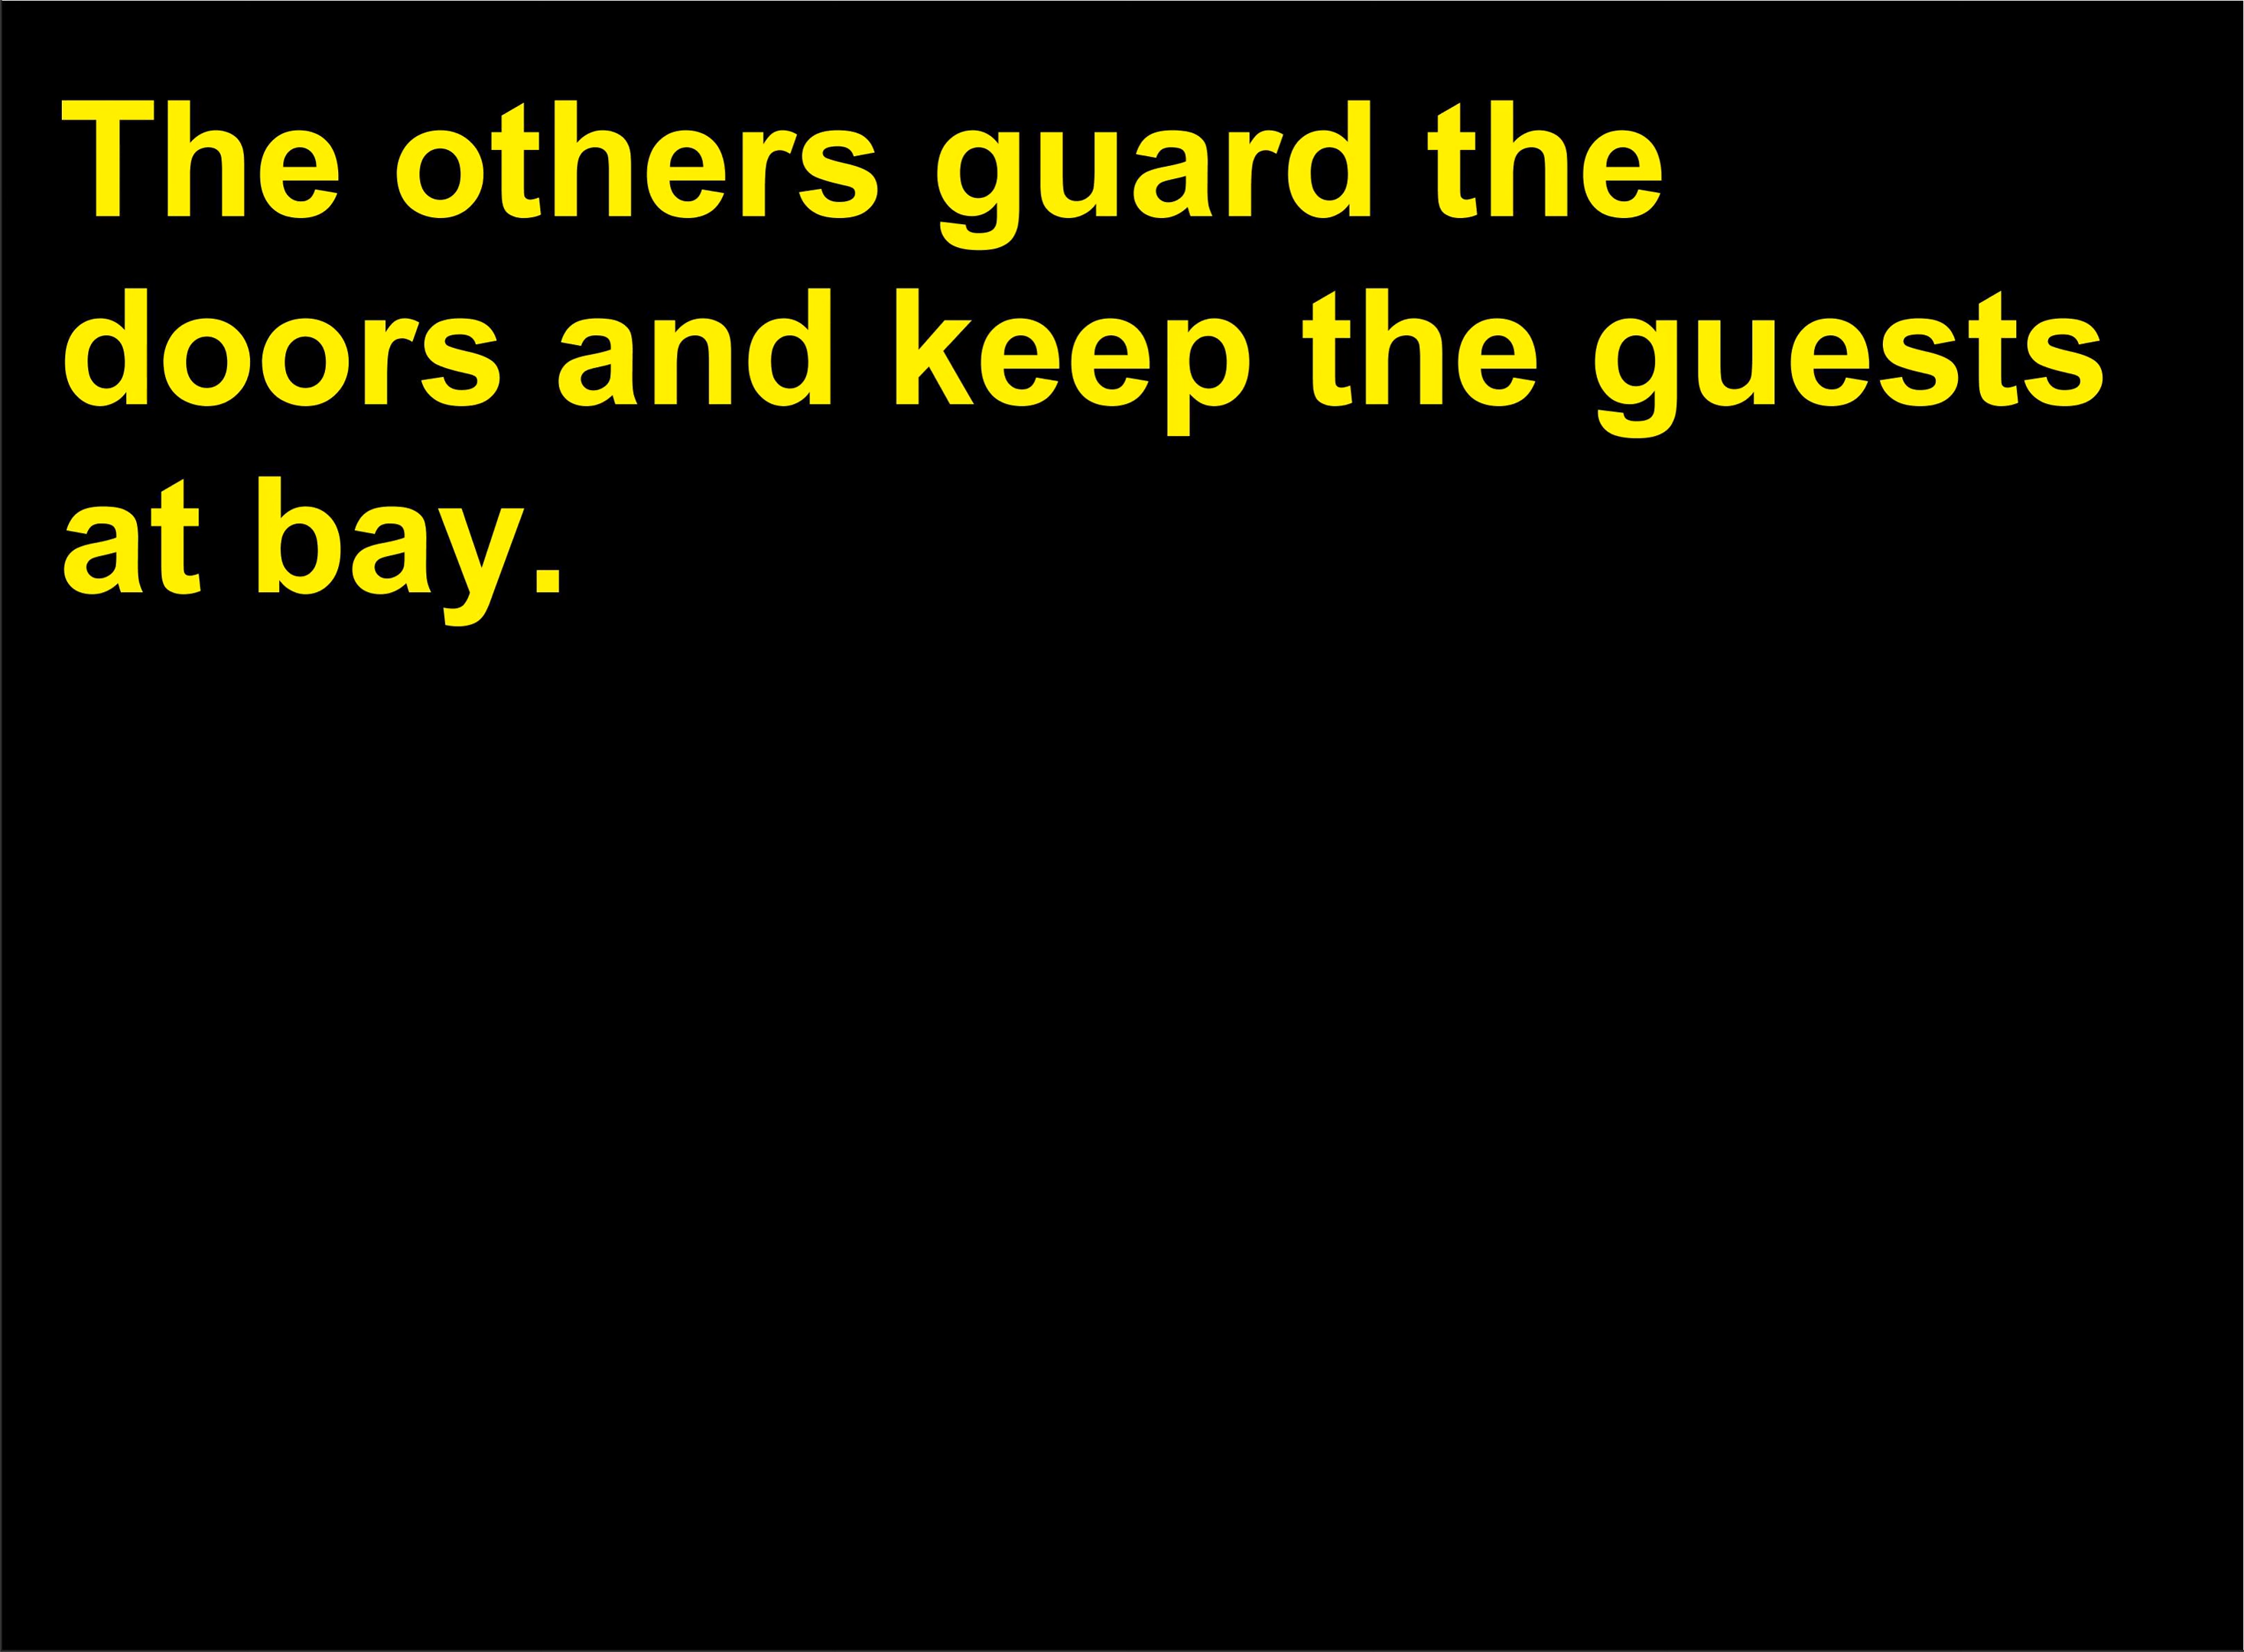 The others guard the
doors and keep the guests
at bay.